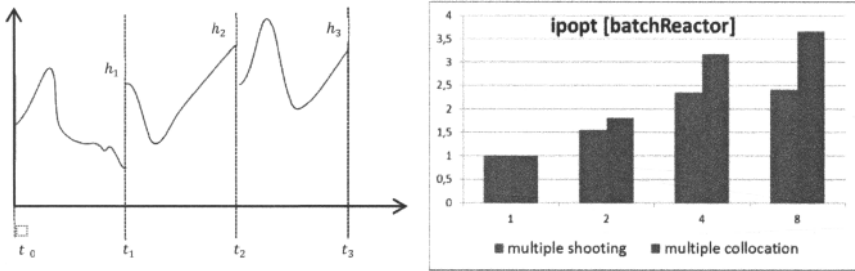 h₁
h₂
h₃
t ₀ t₁ t₂ t₃
ipopt [batchReactor]
4
3,5
3
2,5
2
1,5
1
0,5
0
1 2 4 8
multiple shooting multiple collocation